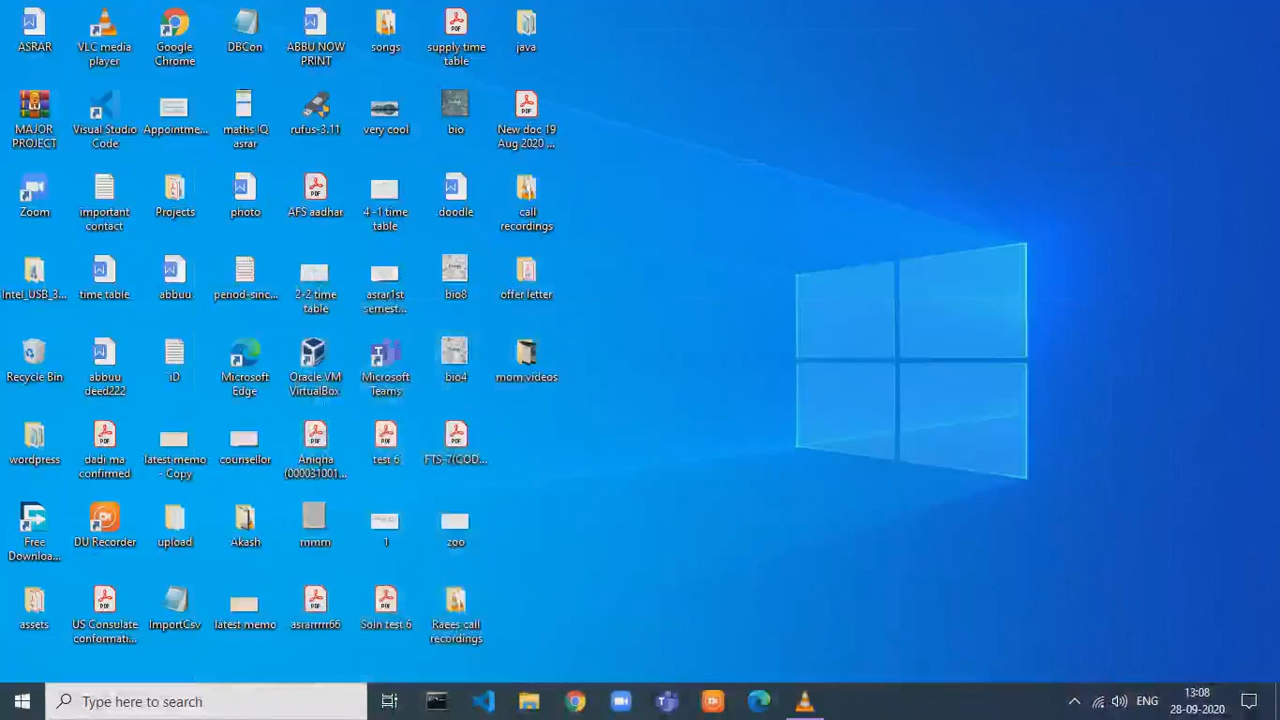 ASRAR
VLC media
player
Google
Chrome
DBCon
ABBU NOW
PRINT
songs
supply time
table
java
MAJOR
PROJECT
Visual Studio
Code
Appointme...
maths IQ
asrar
rufus-3.11
very cool
bio
New doc 19
Aug 2020 ...
Zoom
important
contact
Projects
photo
AFS aadhar
4 -1 time
table
.doodle
call
recordings
Intel_USB_3...
time table
abbuu
period-sinc...
2-2 time
table
asrar1st
semest...
bio8
offer letter
Recycle Bin
abbuu
deed222
iD
Microsoft
Edge
Oracle VM
VirtualBox
Microsoft
Teams
bio4
mom videos
wordpress
dadi ma
confirmed
latest memo
- Copy
counsellor
Aniqha
(000031001...
test 6
FTS-7(COD...
Free
Downloa...
DU Recorder
upload
Akash
mmm
1
zoo
assets
US Consulate
conformati...
ImportCsv
latest memo
asrarrrrr66
Soln test 6
Raees call
recordings
Type here to search
ENG
13:08
28-09-2020